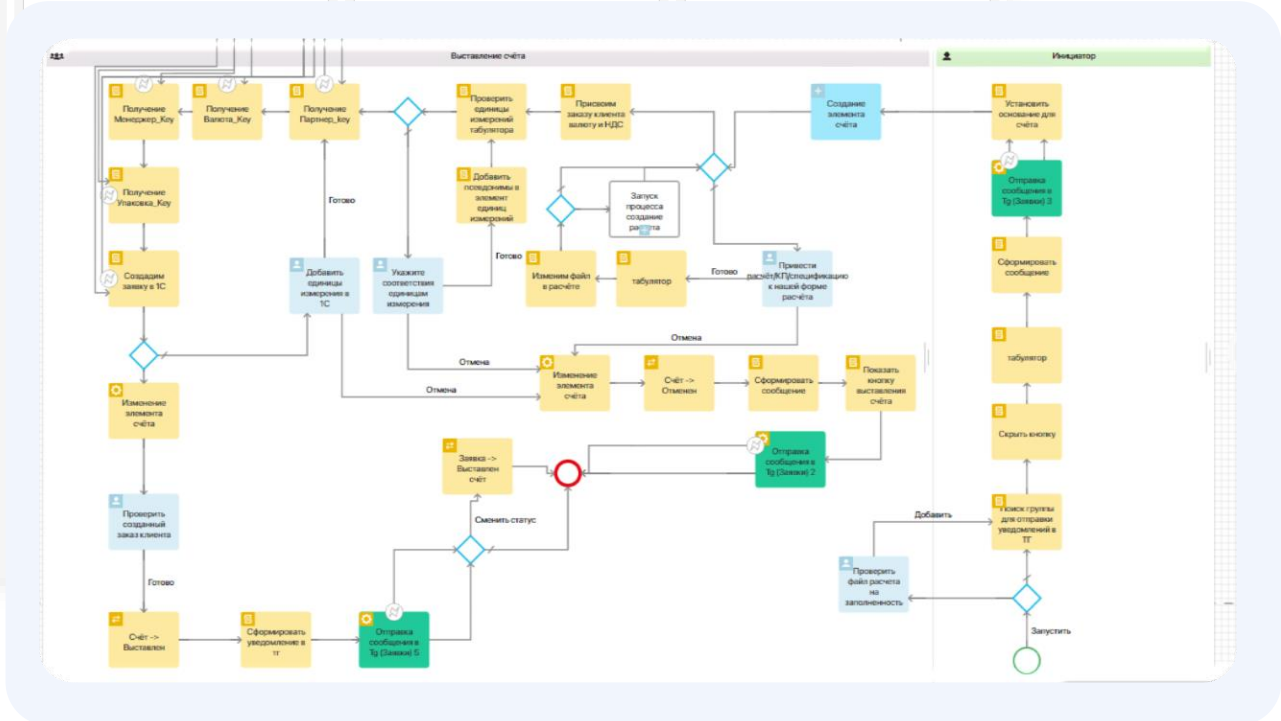 Выставление счёта
Инициатор
Получение
Менеджер_Key
Получение
Валюта_Key
Получение
Партнер_key
Проверить
единицы
измерений
табулятора
Присвоим
заказу клиента
валюту и НДС
Создание
элемента
счёта
Установить
основание для
счёта
Получение
Упаковка_Key
Готово
Добавить
псевдонимы в
элемент
единиц
измерений
Запуск
процесса
создание
расчета
Отправка
сообщения в
Tg (Заявки) 3
Создадим
заявку в 1С
Добавить
единицы
измерения в
1С
Укажите
соответствия
единицам
измерения
Готово
Изменим файл
в расчёте
табулятор
Готово
Привести
расчёт/КП/спецификацию
к нашей форме
расчёта
Сформировать
сообщение
Отмена
Отмена
Отмена
табулятор
Изменение
элемента
счёта
Изменение
элемента
счёта
Счёт ->
Отменен
Сформировать
сообщение
Показать
кнопку
выставления
счёта
Скрыть кнопку
Заявка ->
Выставлен
счёт
Отправка
сообщения в
Tg (Заявки) 2
Проверить
созданный
заказ клиента
Сменить статус
Добавить
Поиск группы
для отправки
уведомлений в
ТГ
Готово
Проверить
файл расчета
на
заполненность
Запустить
Счёт ->
Выставлен
Сформировать
уведомление в
тг
Отправка
сообщения в
Tg (Заявки) 5